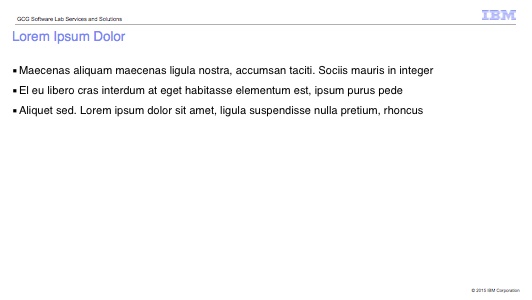 GCG Software Lab Services and Solutions
IBM
Lorem Ipsum Dolor
▪ Maecenas aliquam maecenas ligula nostra, accumsan taciti. Sociis mauris in integer
▪ El eu libero cras interdum at eget habitasse elementum est, ipsum purus pede
▪ Aliquet sed. Lorem ipsum dolor sit amet, ligula suspendisse nulla pretium, rhoncus
© 2015 IBM Corporation